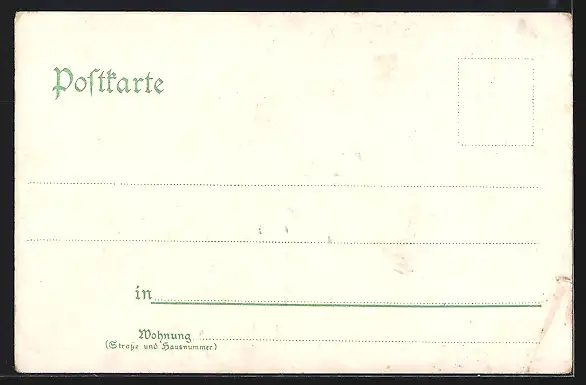 Poſtkarte
in
Wohnung
(Straße und Hausnummer)